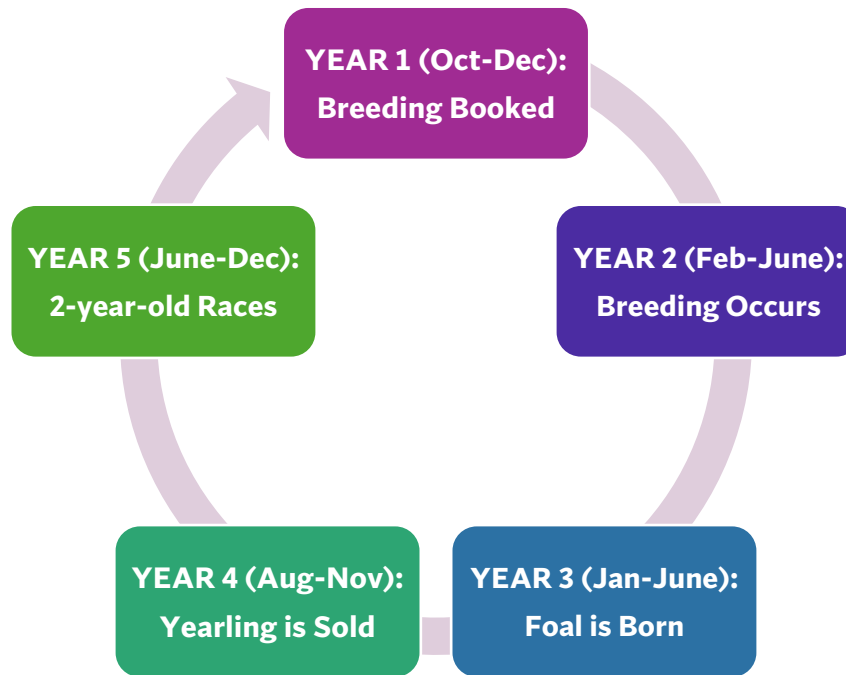 YEAR 1 (Oct-Dec):
Breeding Booked
YEAR 2 (Feb-June):
Breeding Occurs
YEAR 3 (Jan-June):
Foal is Born
YEAR 4 (Aug-Nov):
Yearling is Sold
YEAR 5 (June-Dec):
2-year-old Races